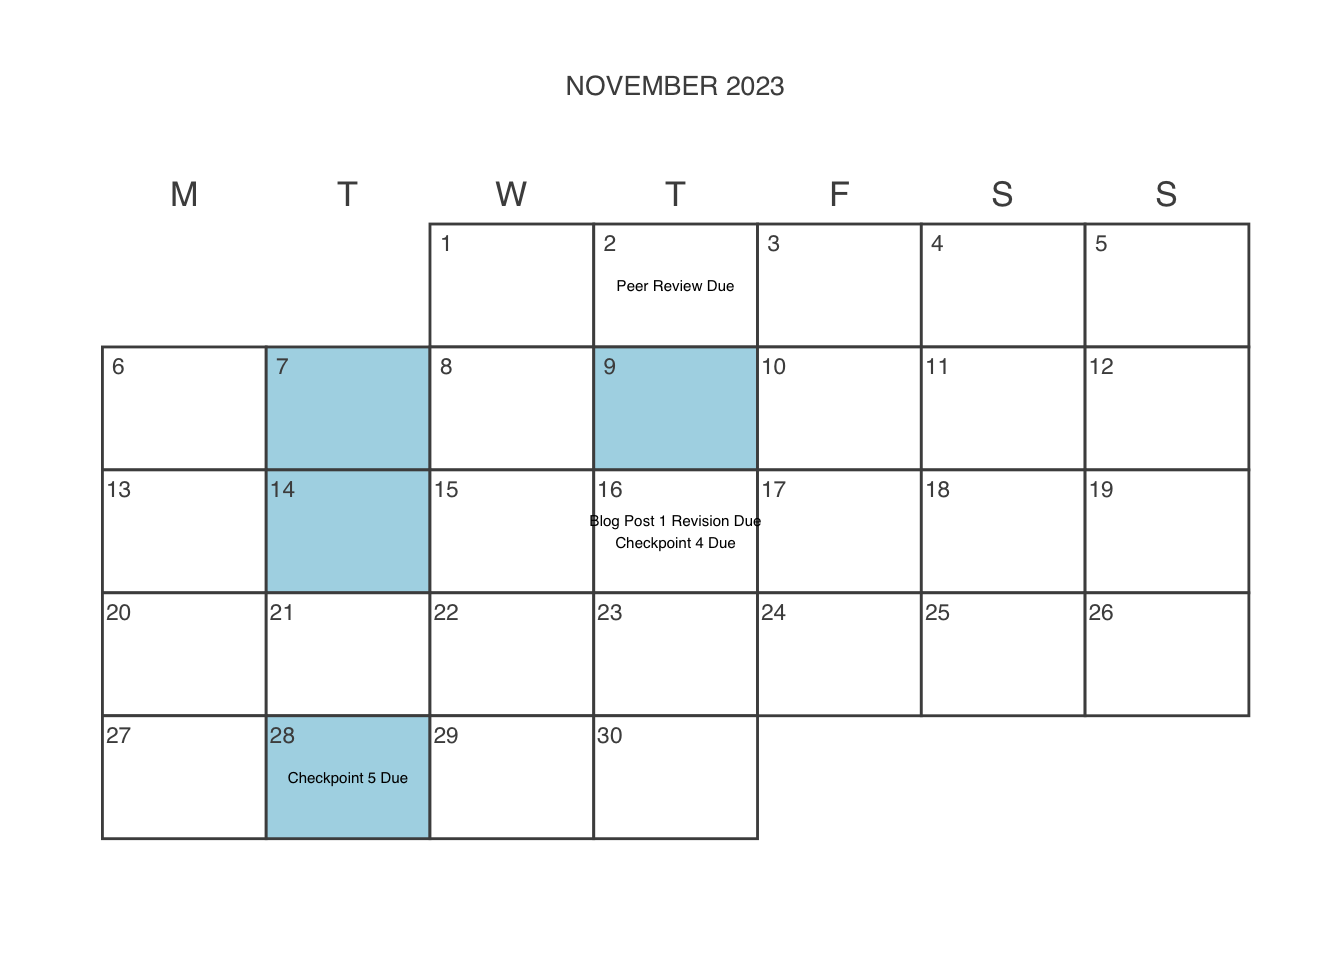 NOVEMBER 2023
M T W T F S S
1 2 3 4 5
Peer Review Due
6 7 8 9 10 11 12
13 14 15 16 17 18 19
Blog Post 1 Revision Due
Checkpoint 4 Due
20 21 22 23 24 25 26
27 28 29 30
Checkpoint 5 Due